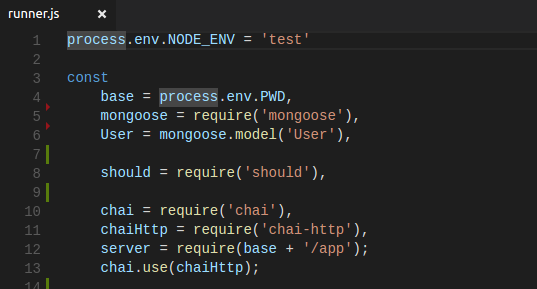 runner.js ×
1 process.env.NODE_ENV = 'test'
2
3 const
4     base = process.env.PWD,
5     mongoose = require('mongoose'),
6     User = mongoose.model('User'),
7
8     should = require('should'),
9
10     chai = require('chai'),
11     chaiHttp = require('chai-http'),
12     server = require(base + '/app');
13     chai.use(chaiHttp);
14